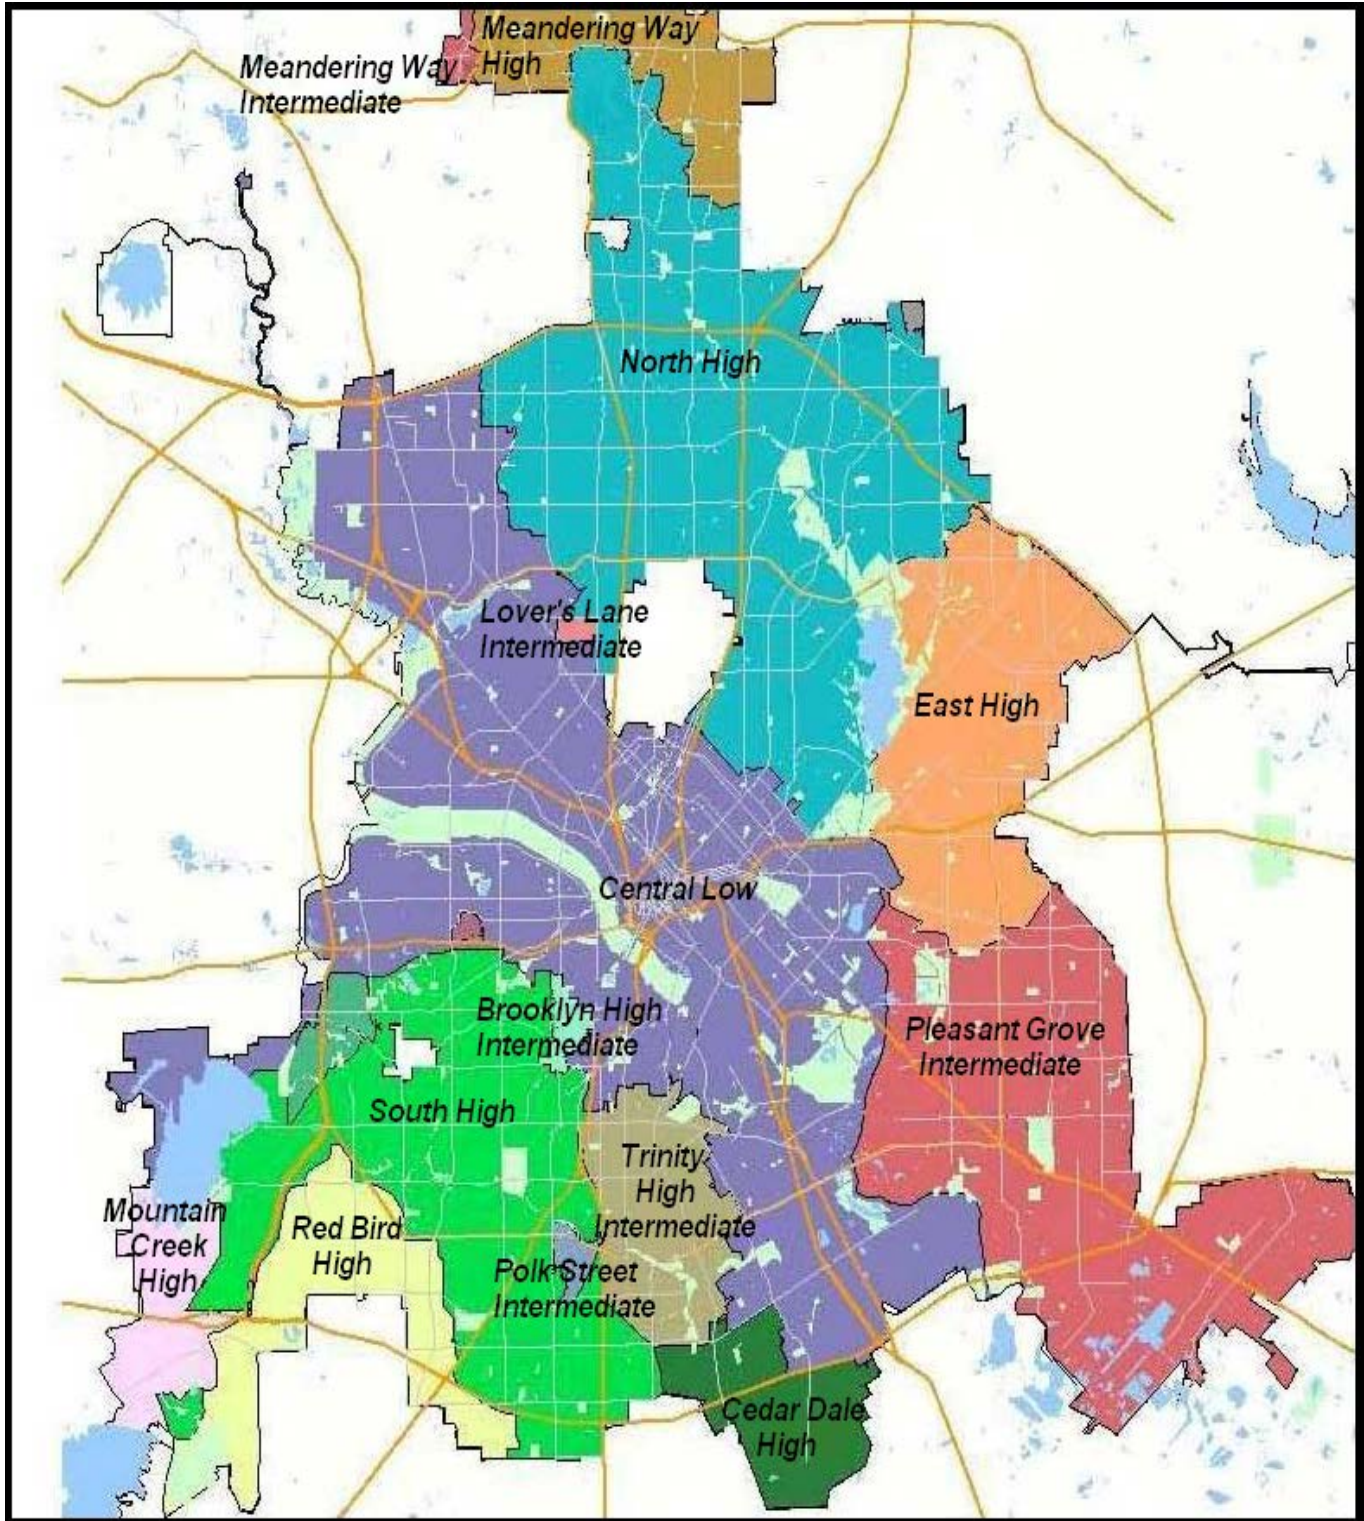 Meandering Way
High
Meandering Way
Intermediate
North High
Lover's Lane
Intermediate
East High
Central Low
Brooklyn High
Intermediate
Pleasant Grove
Intermediate
South High
Trinity
High
Intermediate
Mountain
Creek
High
Red Bird
High
Polk Street
Intermediate
Cedar Dale
High